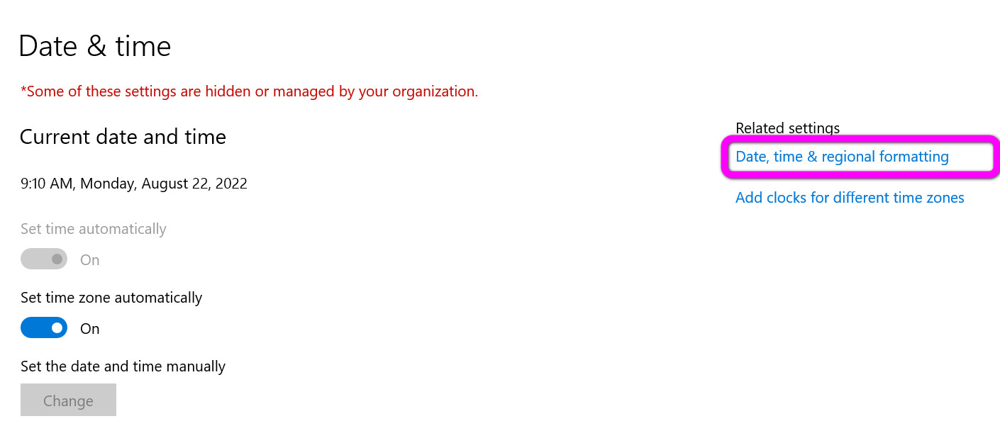 Date & time
*Some of these settings are hidden or managed by your organization.
Current date and time
9:10 AM, Monday, August 22, 2022
Set time automatically
On
Set time zone automatically
On
Set the date and time manually
Change
Related settings
Date, time & regional formatting
Add clocks for different time zones